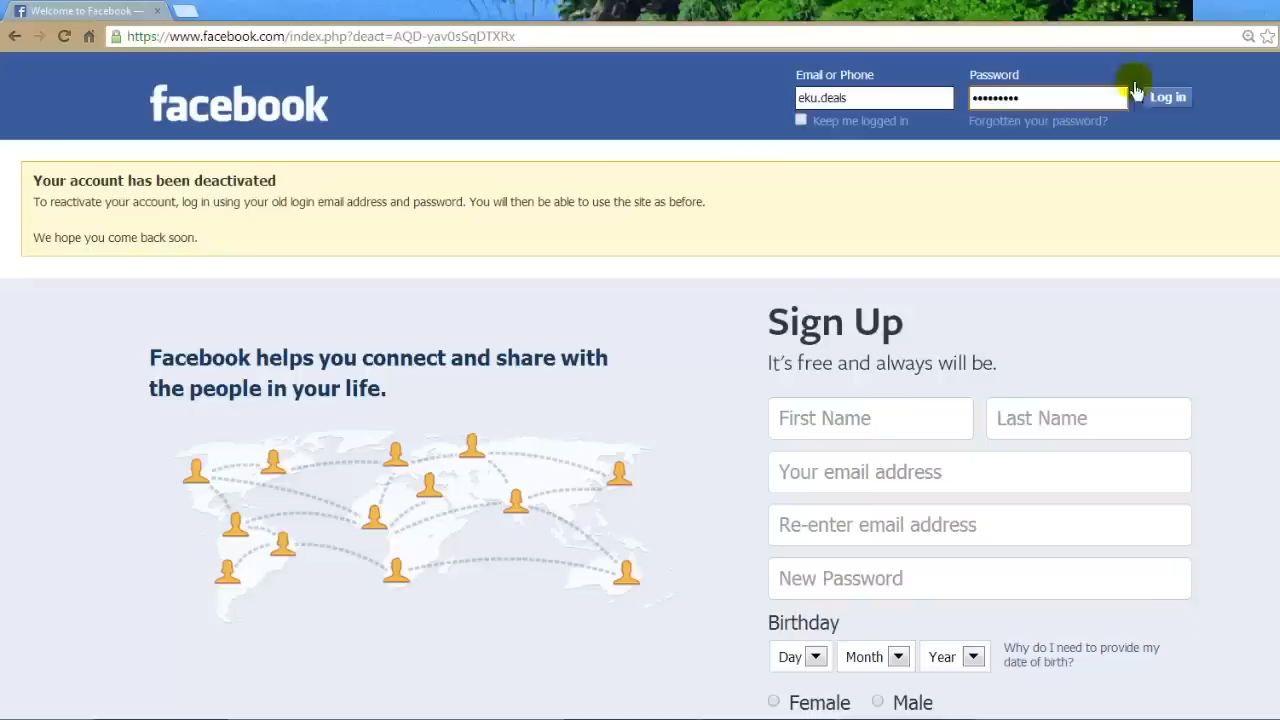 Welcome to Facebook —
https://www.facebook.com/index.php?deact=AQD-yav0sSqDTXRx
facebook
Email or Phone
Password
eku.deals
•••••••••
Log in
Keep me logged in
Forgotten your password?
Your account has been deactivated
To reactivate your account, log in using your old login email address and password. You will then be able to use the site as before.
We hope you come back soon.
Facebook helps you connect and share with
the people in your life.
Sign Up
It's free and always will be.
First Name
Last Name
Your email address
Re-enter email address
New Password
Birthday
Day
Month
Year
Why do I need to provide my
date of birth?
Female
Male